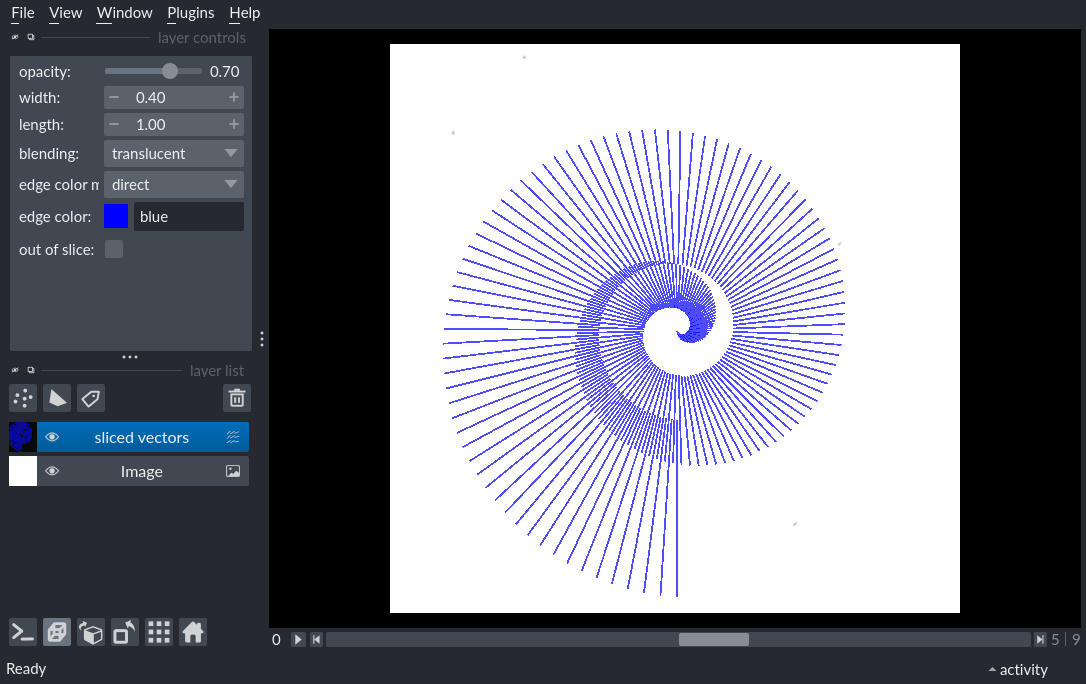 File View Window Plugins Help
layer controls
opacity: 0.70
width: − 0.40 +
length: − 1.00 +
blending: translucent
edge color m direct
edge color: blue
out of slice:
layer list
sliced vectors
Image
0 5 | 9
Ready activity